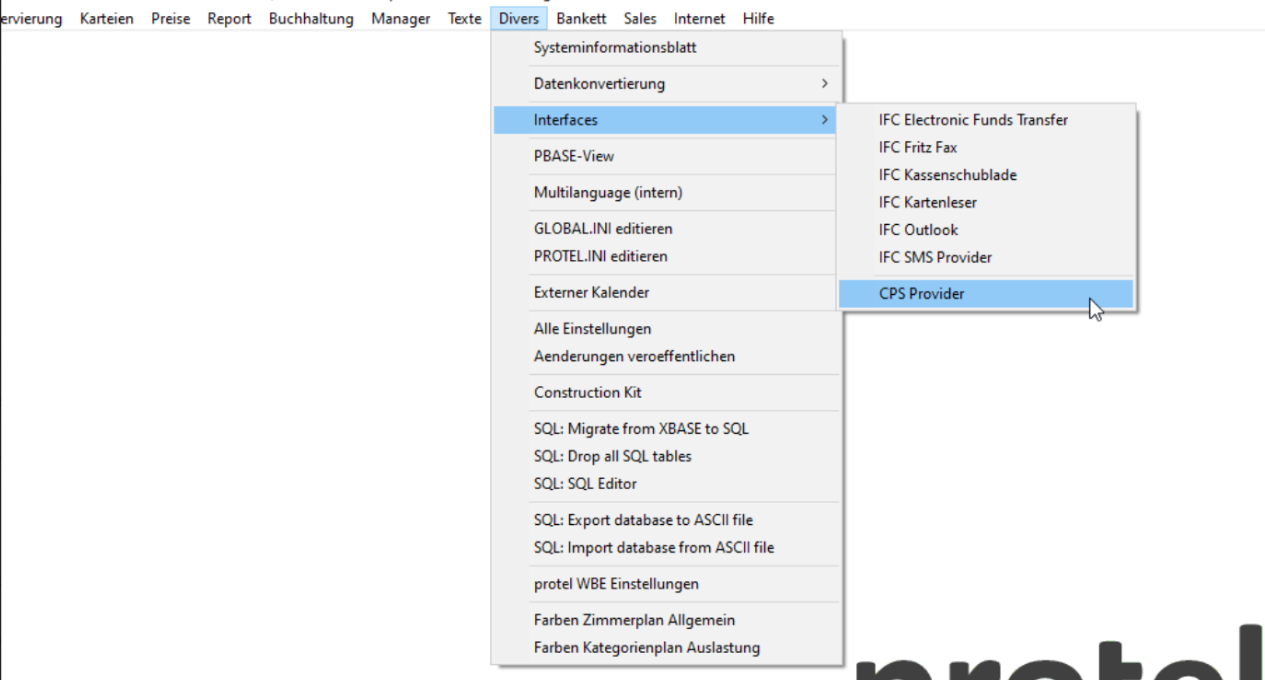 ervierung Karteien Preise Report Buchhaltung Manager Texte Divers Bankett Sales Internet Hilfe
Systeminformationsblatt
Datenkonvertierung
Interfaces
PBASE-View
Multilanguage (intern)
GLOBAL.INI editieren
PROTEL.INI editieren
Externer Kalender
Alle Einstellungen
Aenderungen veroeffentlichen
Construction Kit
SQL: Migrate from XBASE to SQL
SQL: Drop all SQL tables
SQL: SQL Editor
SQL: Export database to ASCII file
SQL: Import database from ASCII file
protel WBE Einstellungen
Farben Zimmerplan Allgemein
Farben Kategorienplan Auslastung
IFC Electronic Funds Transfer
IFC Fritz Fax
IFC Kassenschublade
IFC Kartenleser
IFC Outlook
IFC SMS Provider
CPS Provider
protel